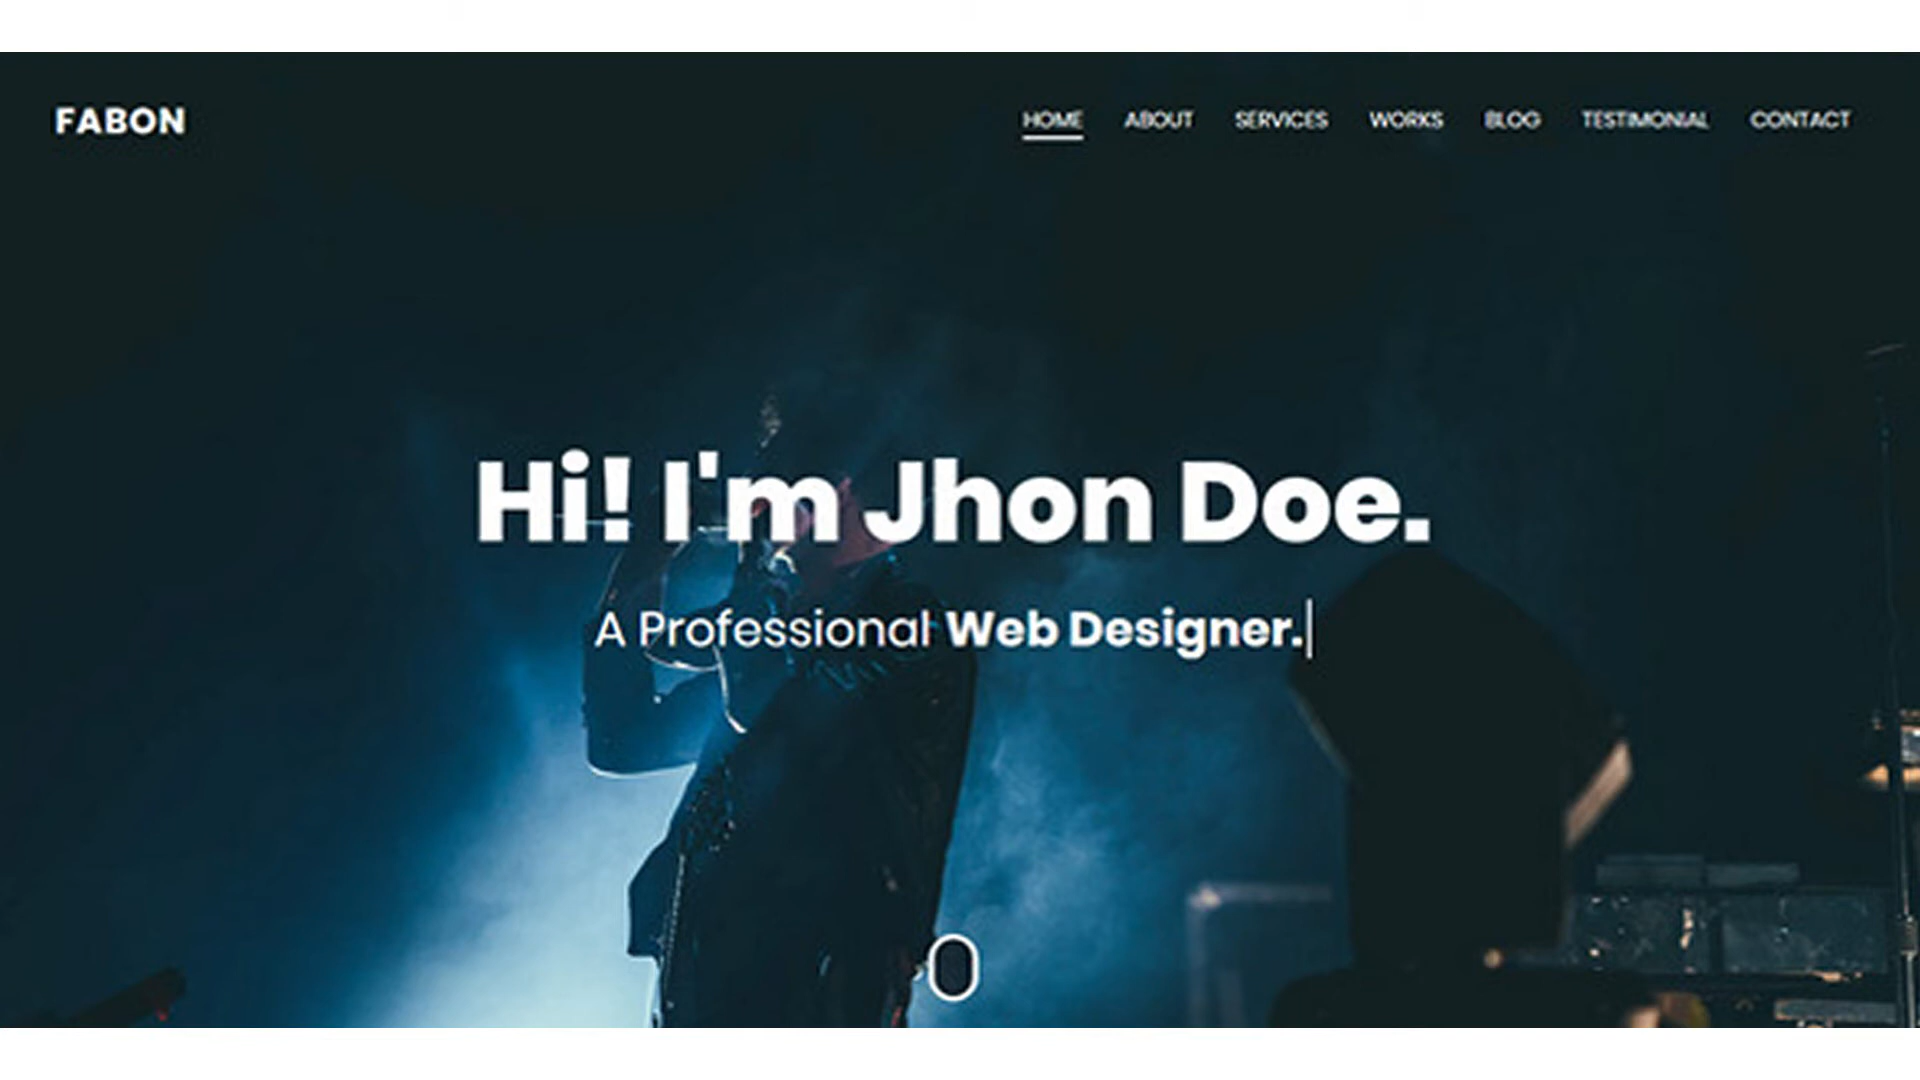 FABON
HOME ABOUT SERVICES WORKS BLOG TESTIMONIAL CONTACT
Hi! I'm Jhon Doe.
A Professional Web Designer.